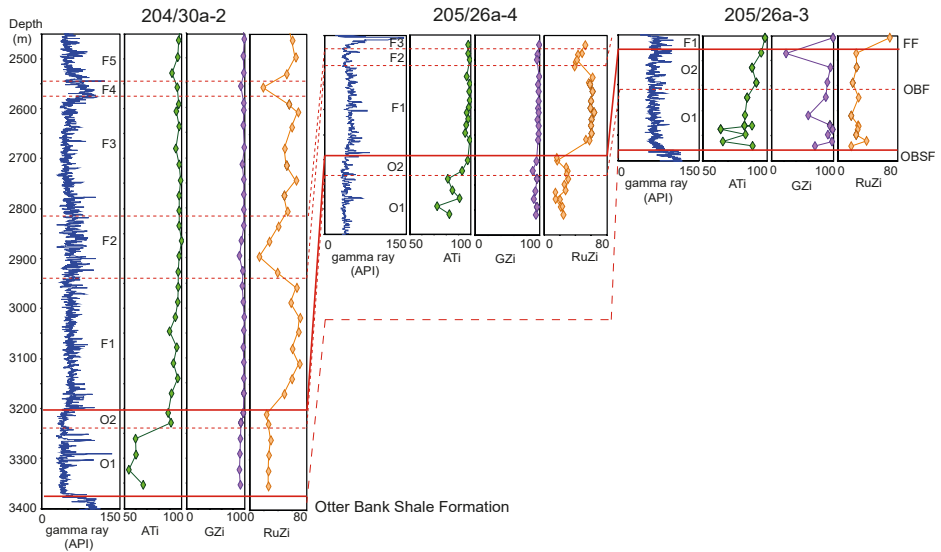 204/30a-2
205/26a-4
205/26a-3
Depth
(m)
2500
2600
2700
2800
2900
3000
3100
3200
3300
3400
F5
F4
F3
F2
F1
O2
O1
0 150
gamma ray
(API)
50 100
ATi
0 100
GZi
0 80
RuZi
Otter Bank Shale Formation
F3
F2
F1
O2
O1
0 150
gamma ray
(API)
50 100
ATi
0 100
GZi
0 80
RuZi
F1
O2
O1
0 150
gamma ray
(API)
50 100
ATi
0 100
GZi
0 80
RuZi
FF
OBF
OBSF